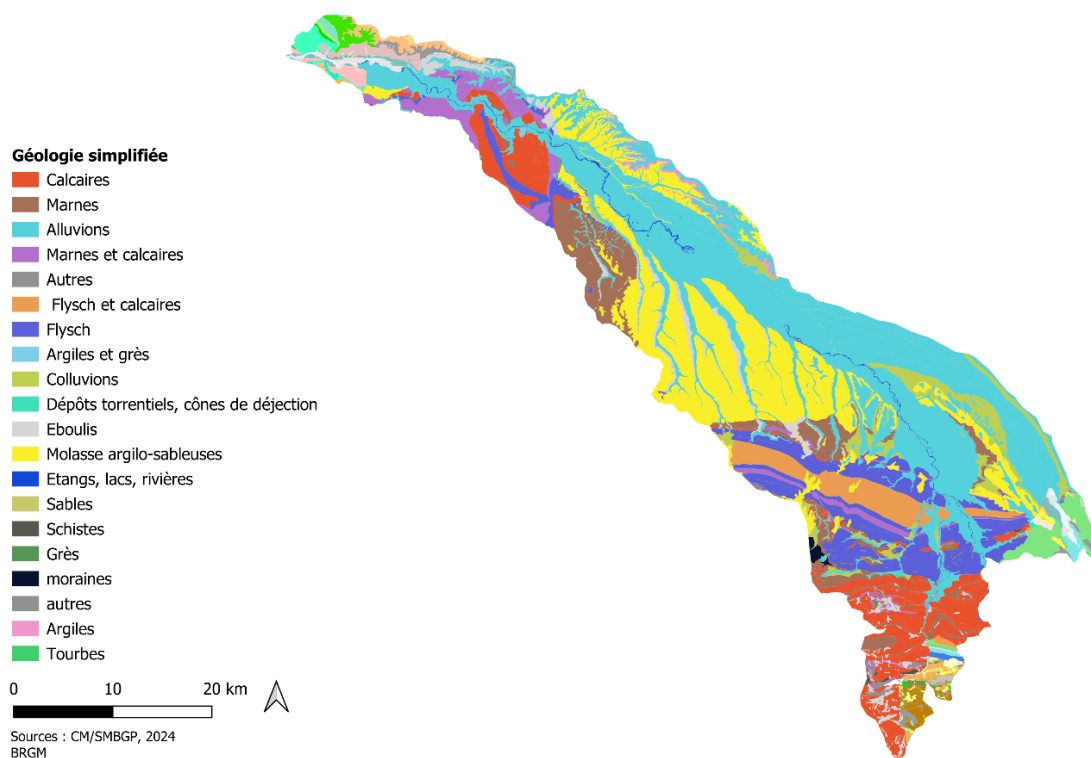 Géologie simplifiée
Calcaires
Marnes
Alluvions
Marnes et calcaires
Autres
Flysch et calcaires
Flysch
Argiles et grès
Colluvions
Dépôts torrentiels, cônes de déjection
Eboulis
Molasse argilo-sableuses
Etangs, lacs, rivières
Sables
Schistes
Grès
moraines
autres
Argiles
Tourbes
0 10 20 km
Sources : CM/SMBGP, 2024
BRGM